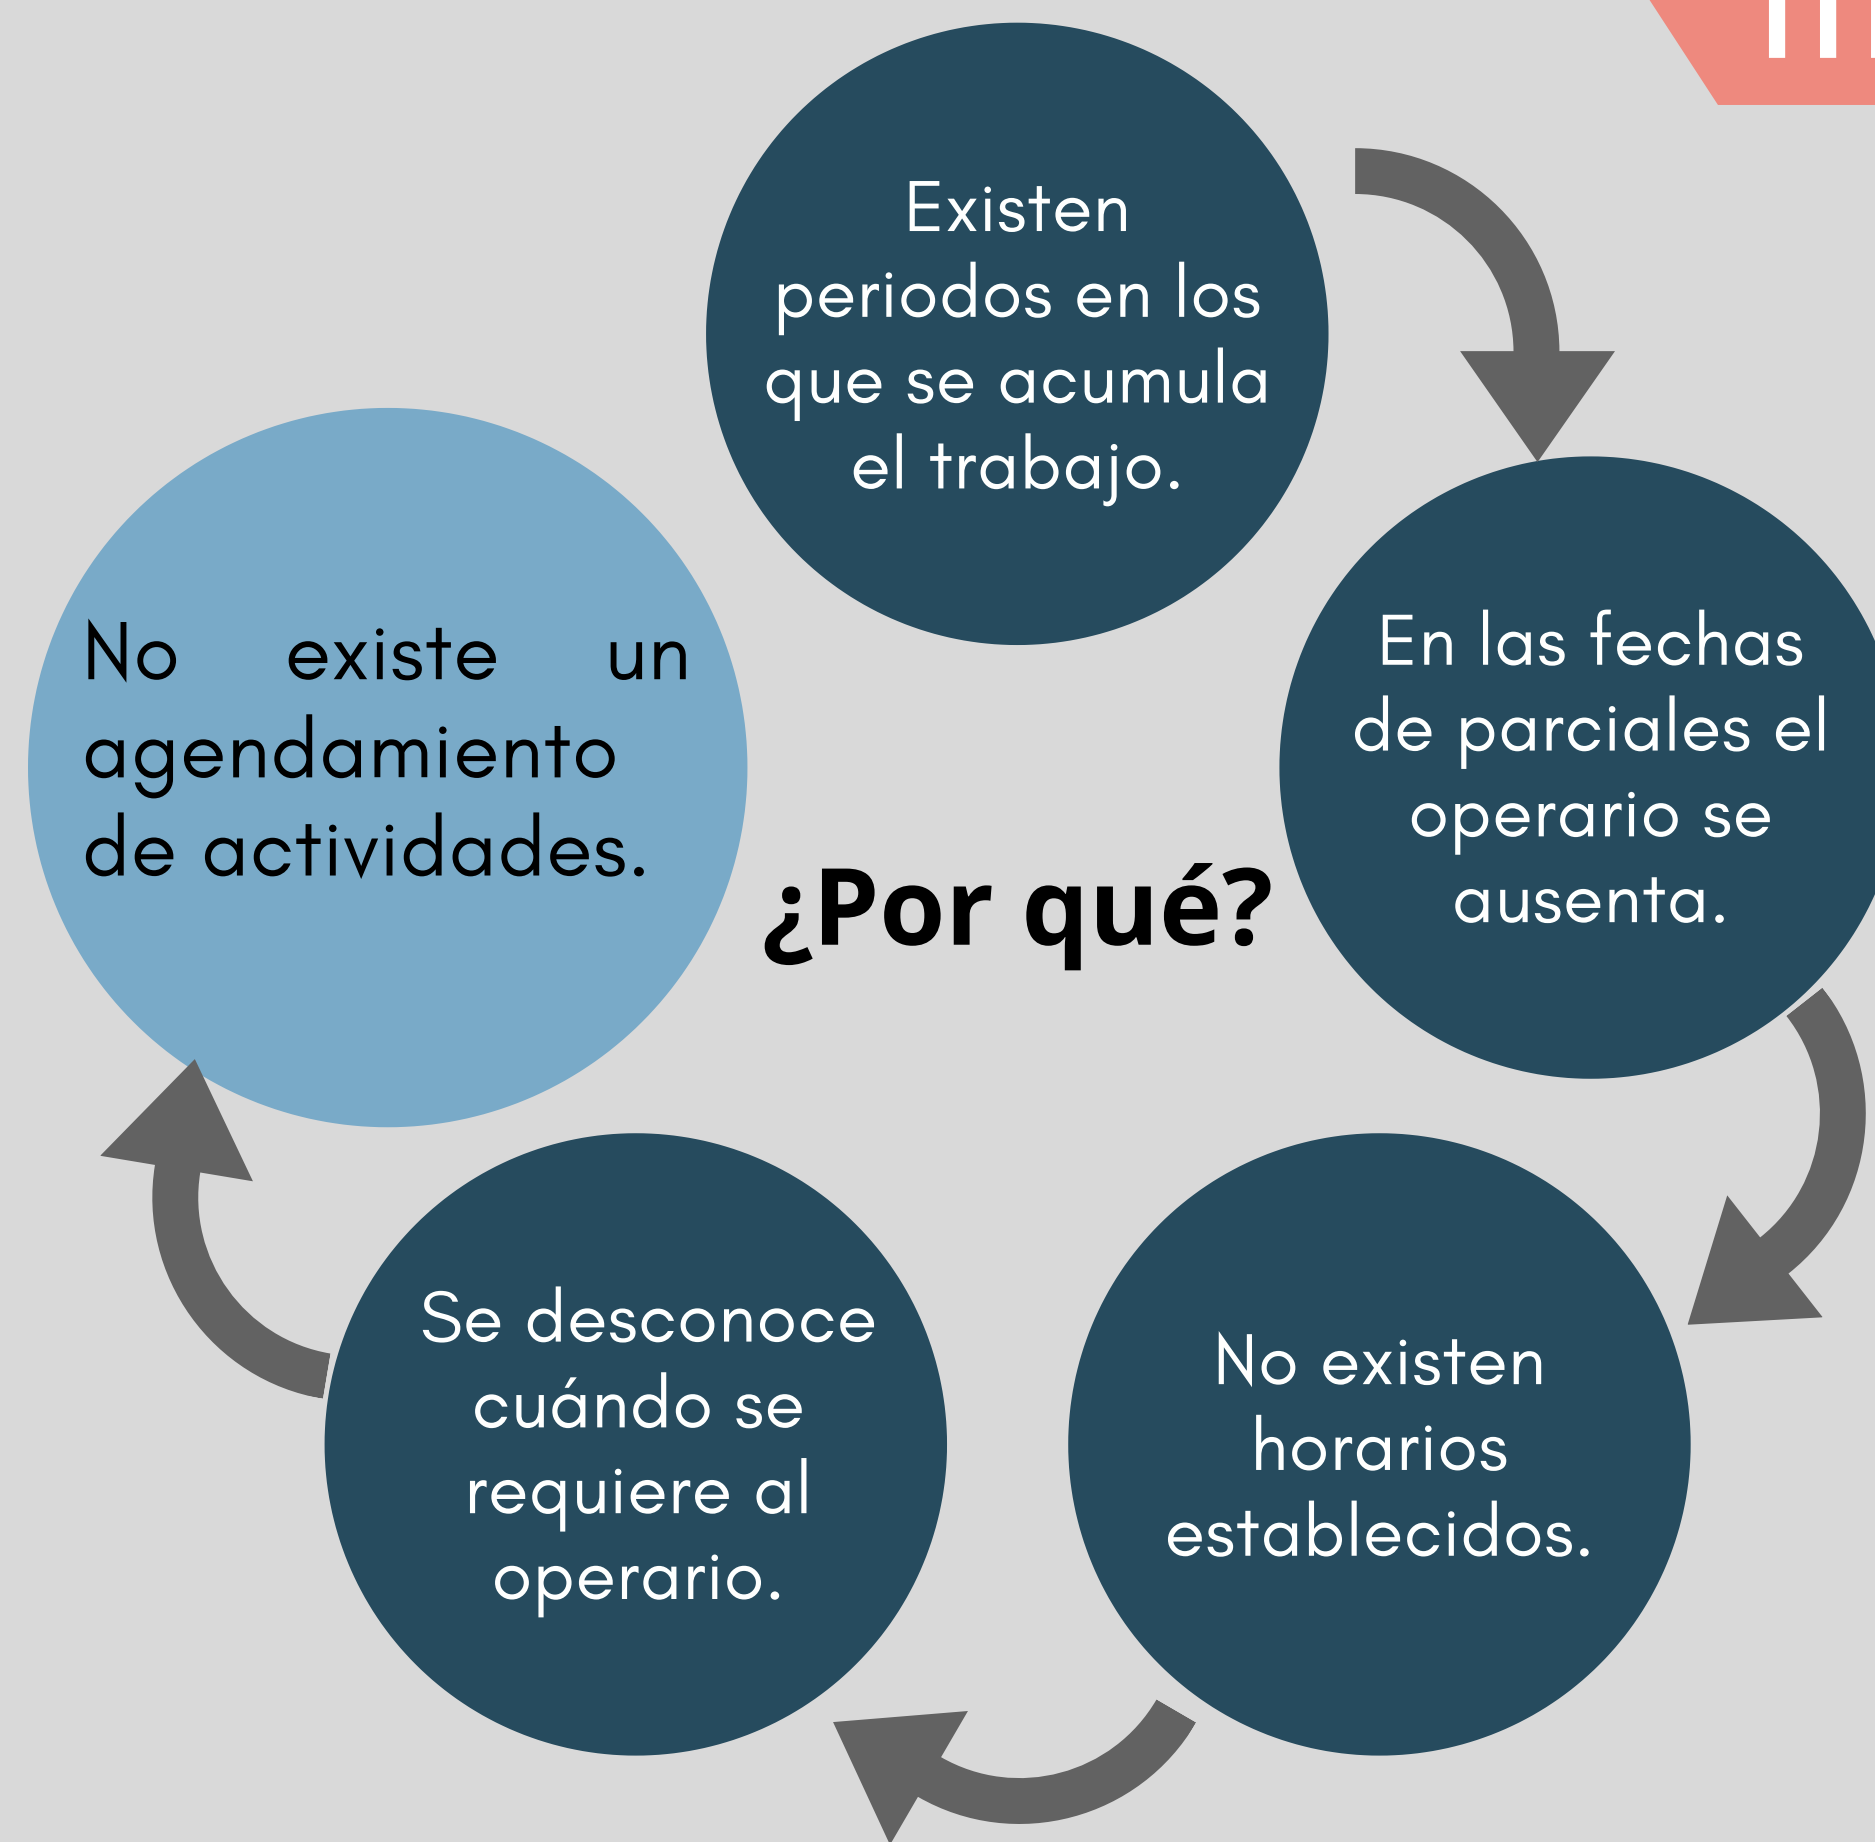 Existen
periodos en los
que se acumula
el trabajo.
En las fechas
de parciales el
operario se
ausenta.
No existen
horarios
establecidos.
Se desconoce
cuándo se
requiere al
operario.
No existe un
agendamiento
de actividades.
¿Por qué?